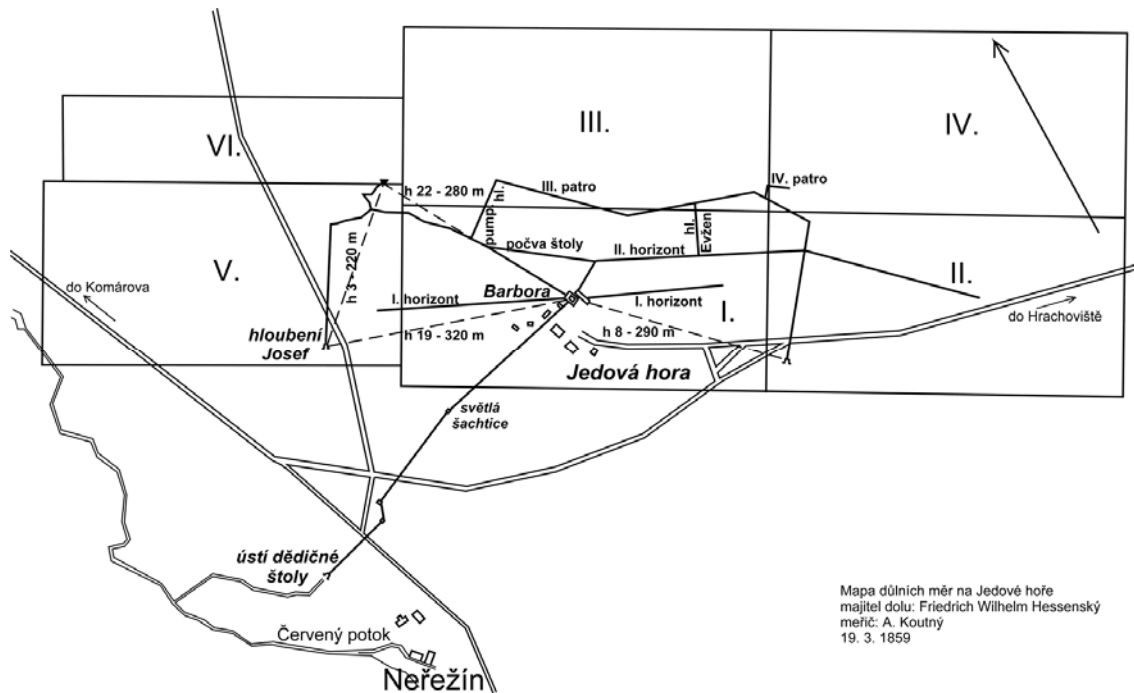 III.
IV.
VI.
IV. patro
III. patro
h 22 - 280 m
pump. hl.
hl. Evžen
počva štoly
II. horizont
V.
h 3 - 220 m
II.
do Komárova
Barbora
I. horizont
I. horizont
I.
do Hrachoviště
hloubení
Josef
h 19 - 320 m
h 8 - 290 m
Jedová hora
světlá
šachtice
ústí dědičné
štoly
Mapa důlních měr na Jedové hoře
majitel dolu: Friedrich Wilhelm Hessenský
meřič: A. Koutný
19. 3. 1859
Červený potok
Neřežín